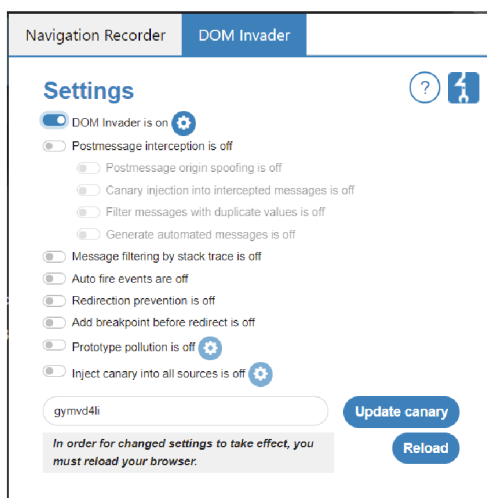 Navigation Recorder
DOM Invader
Settings
?
DOM Invader is on
Postmessage interception is off
Postmessage origin spoofing is off
Canary injection into intercepted messages is off
Filter messages with duplicate values is off
Generate automated messages is off
Message filtering by stack trace is off
Auto fire events are off
Redirection prevention is off
Add breakpoint before redirect is off
Prototype pollution is off
Inject canary into all sources is off
gymvd4li
Update canary
In order for changed settings to take effect, you
must reload your browser.
Reload